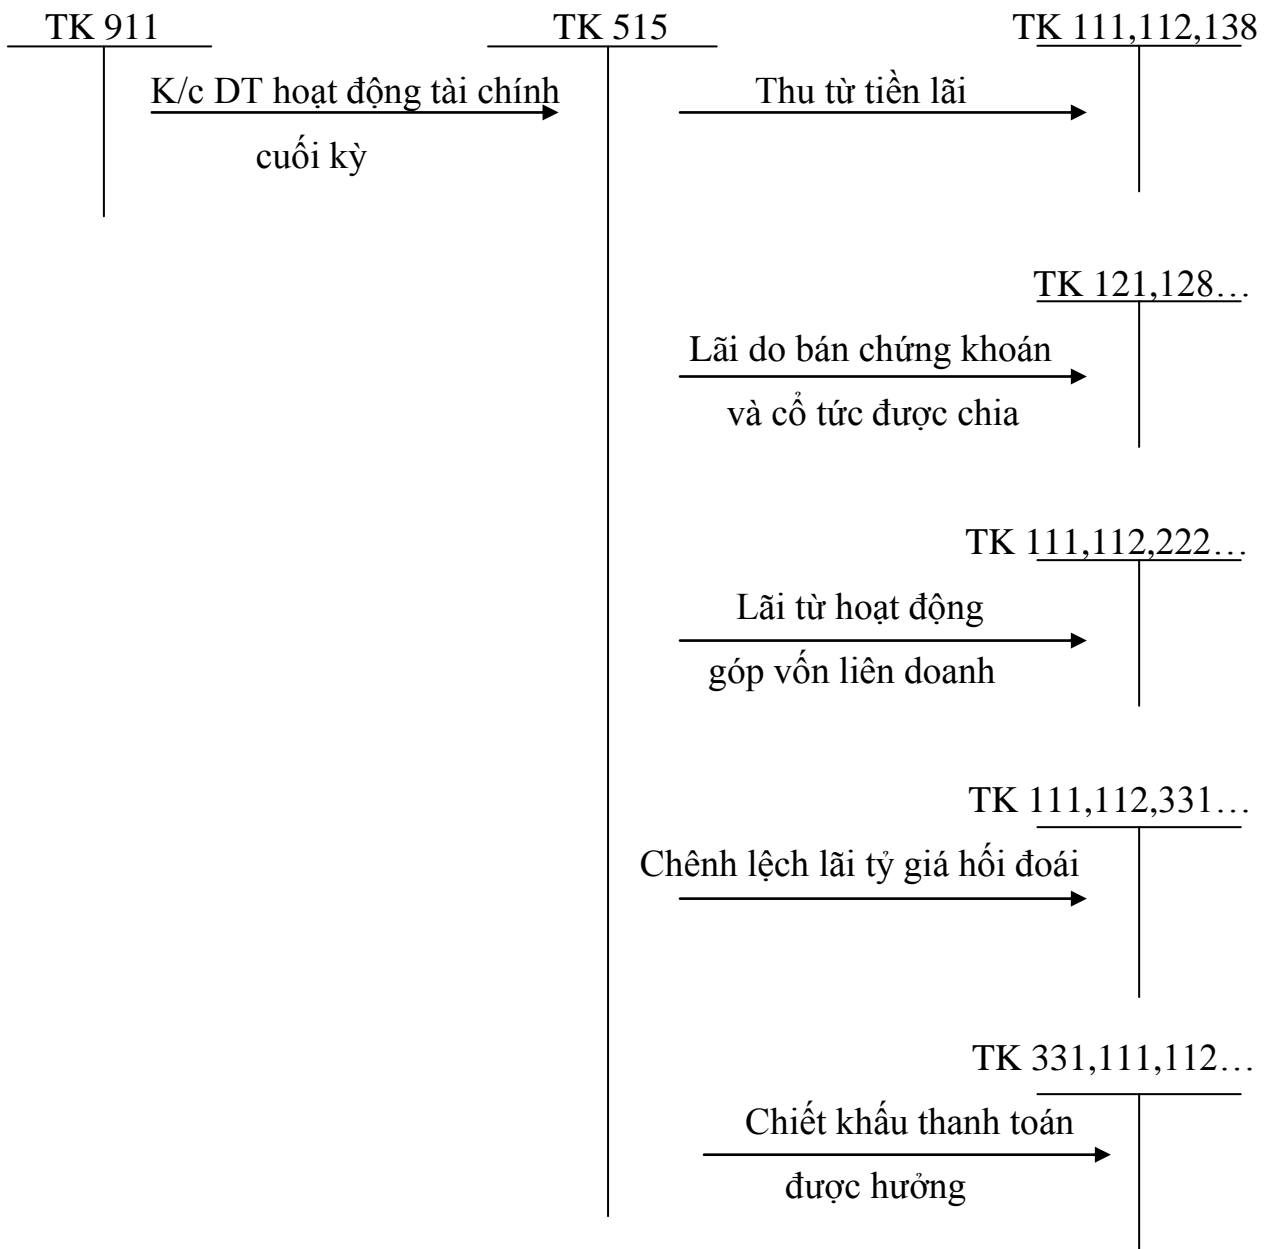 TK 911
TK 515
TK 111,112,138
K/c DT hoạt động tài chính
cuối kỳ
Thu từ tiền lãi
TK 121,128…
Lãi do bán chứng khoán
và cổ tức được chia
TK 111,112,222…
Lãi từ hoạt động
góp vốn liên doanh
TK 111,112,331…
Chênh lệch lãi tỷ giá hối đoái
TK 331,111,112…
Chiết khấu thanh toán
được hưởng